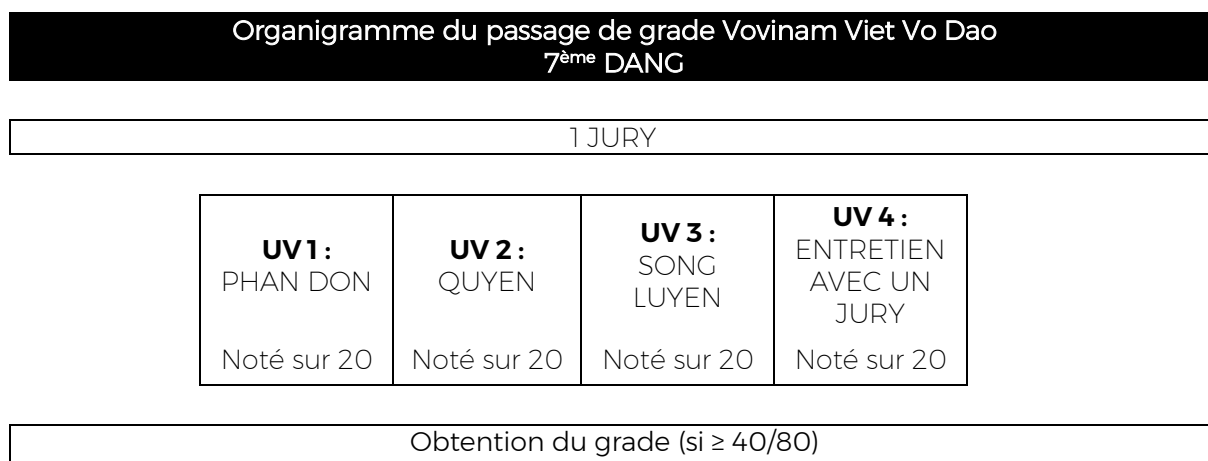 Organigramme du passage de grade Vovinam Viet Vo Dao
7ème DANG
1 JURY
UV 1 :
PHAN DON
Noté sur 20
UV 2 :
QUYEN
Noté sur 20
UV 3 :
SONG
LUYEN
Noté sur 20
UV 4 :
ENTRETIEN
AVEC UN
JURY
Noté sur 20
Obtention du grade (si ≥ 40/80)